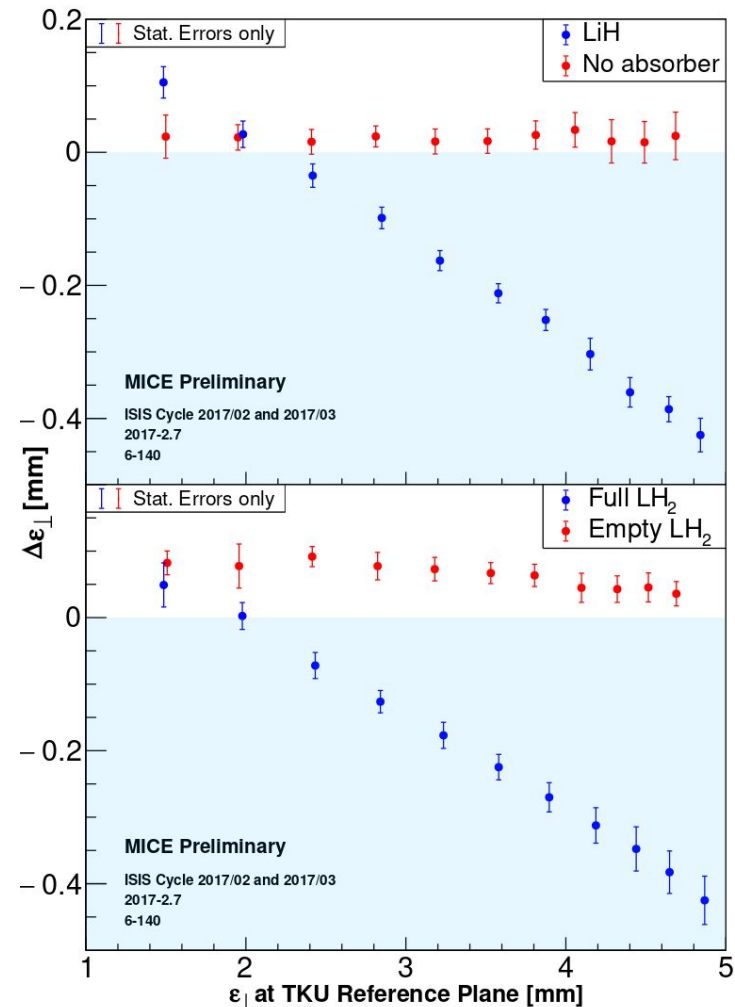 0.2
Stat. Errors only
LiH
No absorber
0
− 0.2
MICE Preliminary
ISIS Cycle 2017/02 and 2017/03
2017-2.7
6-140
− 0.4
Δε⊥ [mm]
Stat. Errors only
Full LH₂
Empty LH₂
0
− 0.2
MICE Preliminary
ISIS Cycle 2017/02 and 2017/03
2017-2.7
6-140
− 0.4
1 2 3 4 5
ε⊥ at TKU Reference Plane [mm]